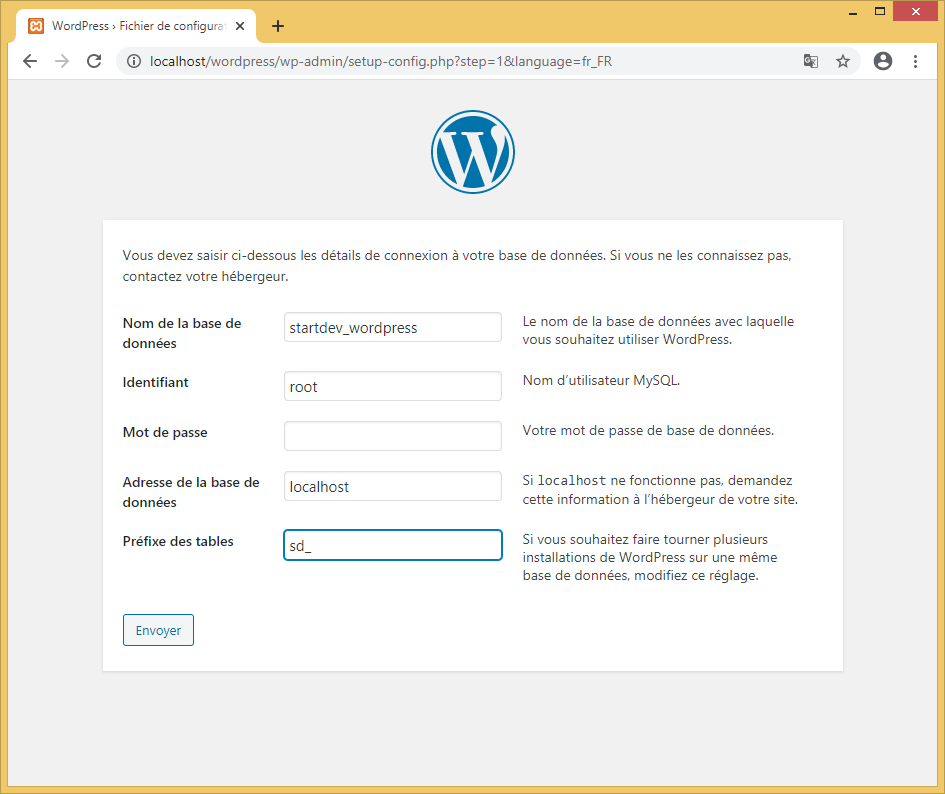 WordPress › Fichier de configura
localhost/wordpress/wp-admin/setup-config.php?step=1&language=fr_FR
Vous devez saisir ci-dessous les détails de connexion à votre base de données. Si vous ne les connaissez pas,
contactez votre hébergeur.
Nom de la base de
données
startdev_wordpress
Le nom de la base de données avec laquelle
vous souhaitez utiliser WordPress.
Identifiant
root
Nom d’utilisateur MySQL.
Mot de passe
Votre mot de passe de base de données.
Adresse de la base de
données
localhost
Si localhost ne fonctionne pas, demandez
cette information à l’hébergeur de votre site.
Préfixe des tables
sd_
Si vous souhaitez faire tourner plusieurs
installations de WordPress sur une même
base de données, modifiez ce réglage.
Envoyer